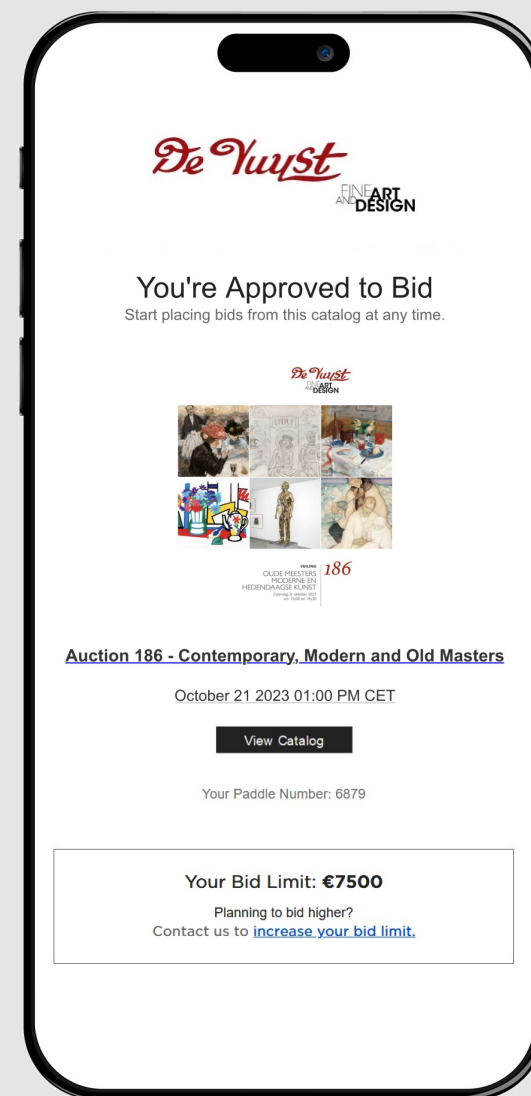 De Vuyst
FINE ART
AND DESIGN
You're Approved to Bid
Start placing bids from this catalog at any time.
De Vuyst
FINE ART
AND DESIGN
VEILING
OUDE MEESTERS
MODERNE EN
HEDENDAAGSE KUNST
186
Auction 186 - Contemporary, Modern and Old Masters
October 21 2023 01:00 PM CET
View Catalog
Your Paddle Number: 6879
Your Bid Limit: €7500
Planning to bid higher?
Contact us to increase your bid limit.